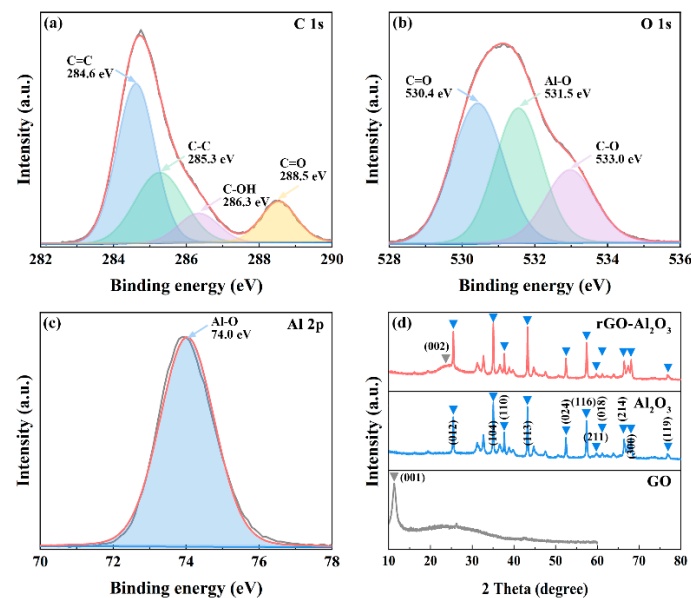 (a)
C 1s
C=C
284.6 eV
C-C
285.3 eV
C-OH
286.3 eV
C=O
288.5 eV
Intensity (a.u.)
282 284 286 288 290
Binding energy (eV)
(b)
O 1s
C=O
530.4 eV
Al-O
531.5 eV
C-O
533.0 eV
Intensity (a.u.)
528 530 532 534 536
Binding energy (eV)
(c)
Al 2p
Al-O
74.0 eV
Intensity (a.u.)
70 72 74 76 78
Binding energy (eV)
(d)
rGO-Al₂O₃
(002)
Al₂O₃
(012)
(104)
(110)
(113)
(024)
(116)
(211)
(018)
(214)
(300)
(119)
GO
(001)
Intensity (a.u.)
10 20 30 40 50 60 70 80
2 Theta (degree)